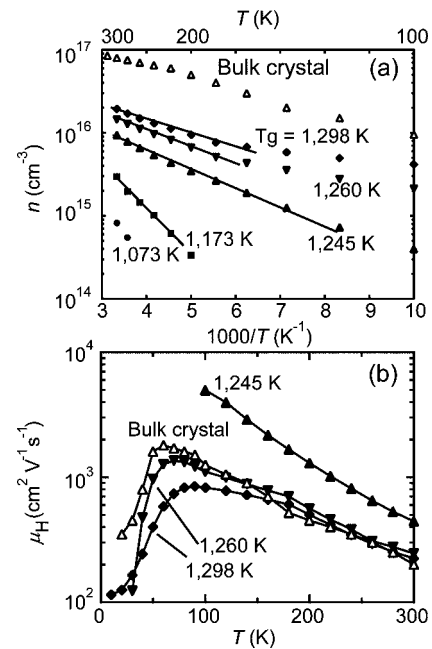 T (K)
300 200 100
10^17
10^16
10^15
10^14
n (cm^-3)
Bulk crystal (a)
Tg = 1,298 K
1,260 K
1,245 K
1,173 K
1,073 K
3 4 5 6 7 8 9 10
1000/T (K^-1)
10^4
10^3
10^2
μ_H (cm^2 V^-1 s^-1)
1,245 K (b)
Bulk crystal
1,260 K
1,298 K
0 100 200 300
T (K)